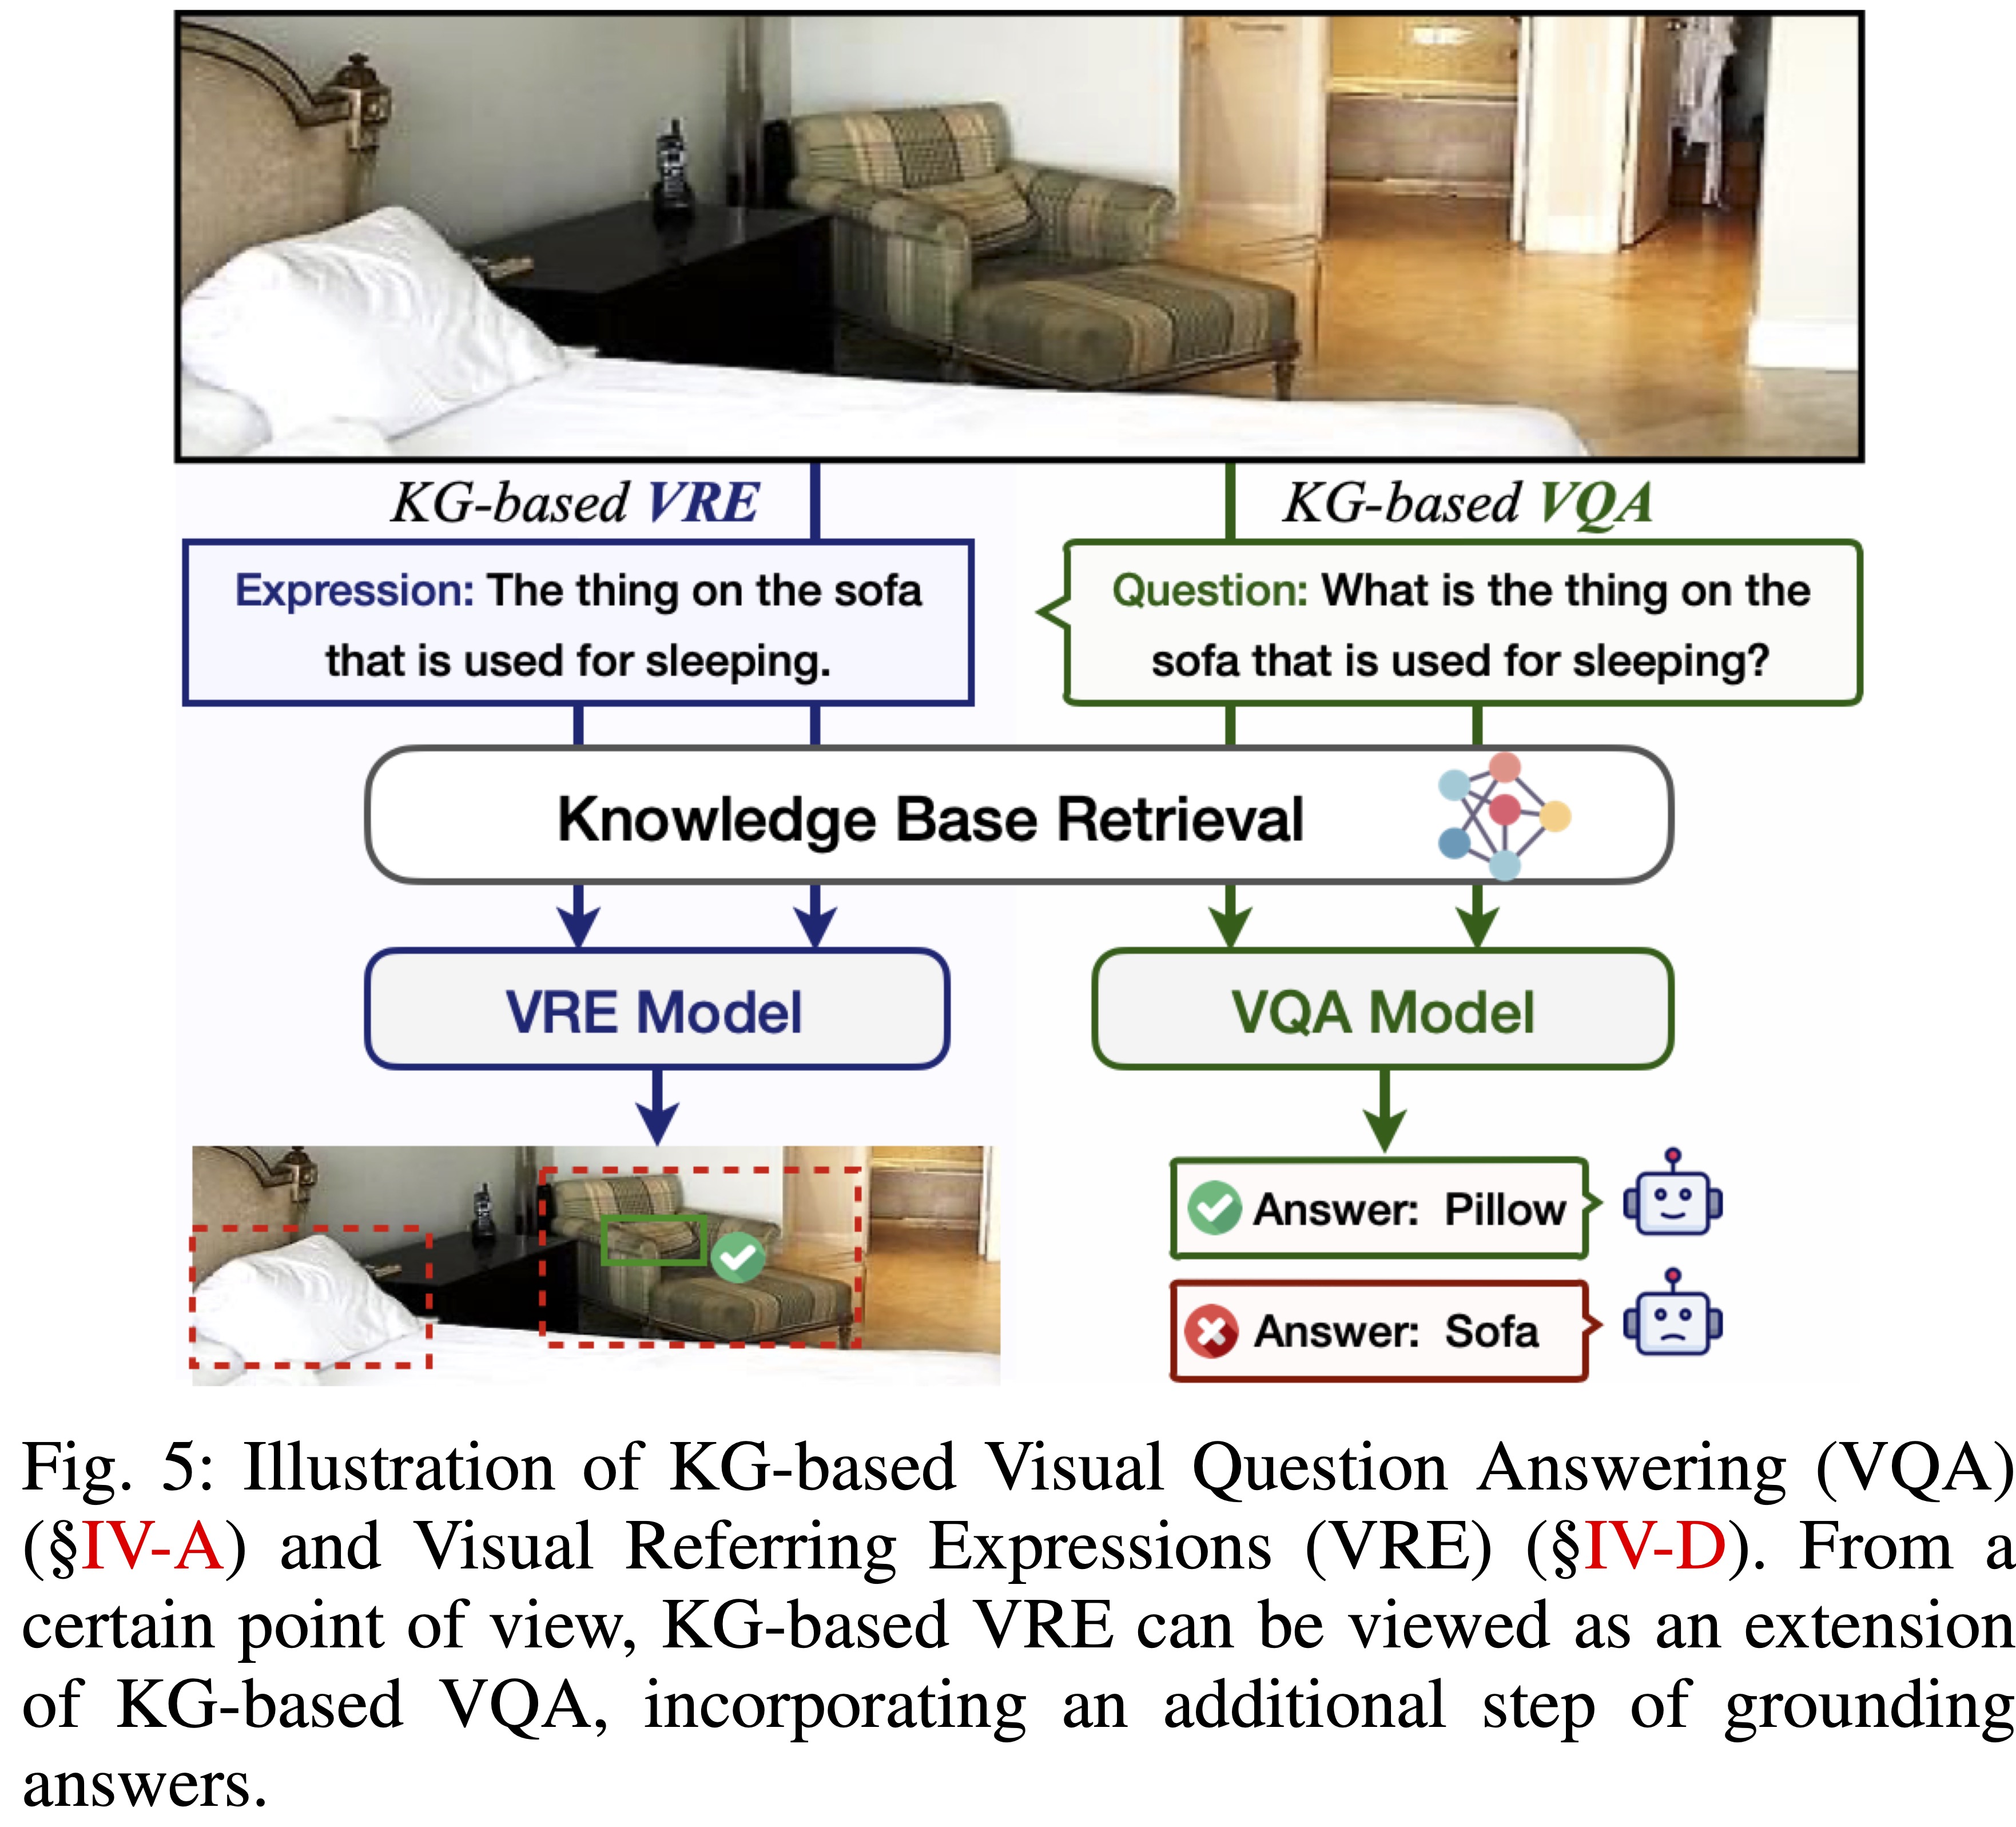 KG-based VRE
KG-based VQA
Expression: The thing on the sofa
that is used for sleeping.
Question: What is the thing on the
sofa that is used for sleeping?
Knowledge Base Retrieval
VRE Model
VQA Model
Answer: Pillow
Answer: Sofa
Fig. 5: Illustration of KG-based Visual Question Answering (VQA)
(§IV-A) and Visual Referring Expressions (VRE) (§IV-D). From a
certain point of view, KG-based VRE can be viewed as an extension
of KG-based VQA, incorporating an additional step of grounding
answers.